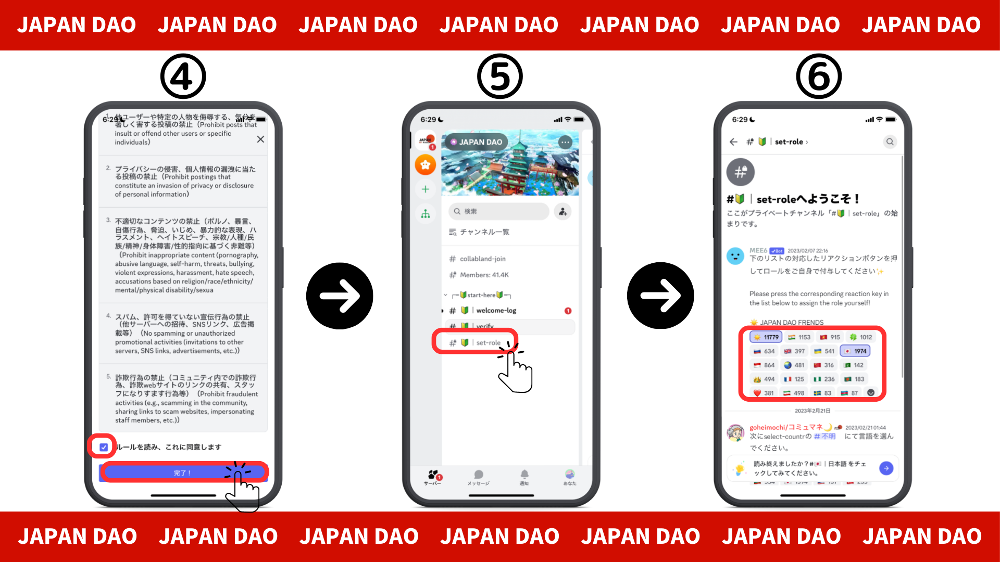 JAPAN DAO JAPAN DAO JAPAN DAO JAPAN DAO JAPAN DAO JAPAN DAO JAPAN DAO
④
6:29
1. 他ユーザーや特定の人物を侮辱する、気分を
著しく害する投稿の禁止（Prohibit posts that
insult or offend other users or specific
individuals）
2. プライバシーの侵害、個人情報の漏洩に当た
る投稿の禁止（Prohibit postings that
constitute an invasion of privacy or disclosure
of personal information）
3. 不適切なコンテンツの禁止（ポルノ、暴言、
自傷行為、脅迫、いじめ、暴力的な表現、ハ
ラスメント、ヘイトスピーチ、宗教/人種/民
族/精神/身体障害/性的指向に基づく非難等）
（Prohibit inappropriate content (pornography,
abusive language, self-harm, threats, bullying,
violent expressions, harassment, hate speech,
accusations based on religion/race/ethnicity/
mental/physical disability/sexua
4. スパム、許可を得ていない宣伝行為の禁止
（他サーバーへの招待、SNSリンク、広告掲
載等）（No spamming or unauthorized
promotional activities (invitations to other
servers, SNS links, advertisements, etc.)）
5. 詐欺行為の禁止（コミュニティ内での詐欺行
為、詐欺webサイトのリンクの共有、スタッ
フになりすます行為等）（Prohibit fraudulent
activities (e.g., scamming in the community,
sharing links to scam websites, impersonating
staff members, etc.)）
ルールを読み、これに同意します
完了！
⑤
6:29
JAPAN
1
JAPAN DAO
検索
チャンネル一覧
# collabland-join
# Members: 41.4K
┌─🔰start-here🔰─┐
# 🔰｜welcome-log 1
# 🔰｜verify
# 🔰｜set-role
1
サーバー メッセージ 通知 あなた
⑥
6:29
# 🔰｜set-role ›
#
#🔰｜set-roleへようこそ！
ここがプライベートチャンネル「#🔰｜set-role」の始
まりです。
MEE6 ✓Bot 2023/02/07 22:16
下のリストの対応したリアクションボタンを押
してロールをご自身で付与してください✨
Please press the corresponding reaction key in
the list below to assign the role yourself!
☀️ JAPAN DAO FRENDS
☀️ 11779 🇮🇳 1153 🇻🇳 915 🍀 1012
🇷🇺 634 🇬🇧 397 🇺🇦 541 🇯🇵 1974
🇮🇩 864 🌏 481 🇨🇳 316 🇵🇰 142
👑 494 🇫🇷 125 🇳🇬 236 🇧🇩 183
❤️ 381 🇮🇷 498 🇸🇪 83 🇦🇿 87
2023年2月21日
goheimochi/コミュマネ🌙 2023/02/21 01:44
次にselect-countrの # 不明 にて言語を選ん
でください。
読み終えましたか？#🇯🇵｜日本語 をチェ
ックしてみてください。
JAPAN DAO JAPAN DAO JAPAN DAO JAPAN DAO JAPAN DAO JAPAN DAO JAPAN DAO